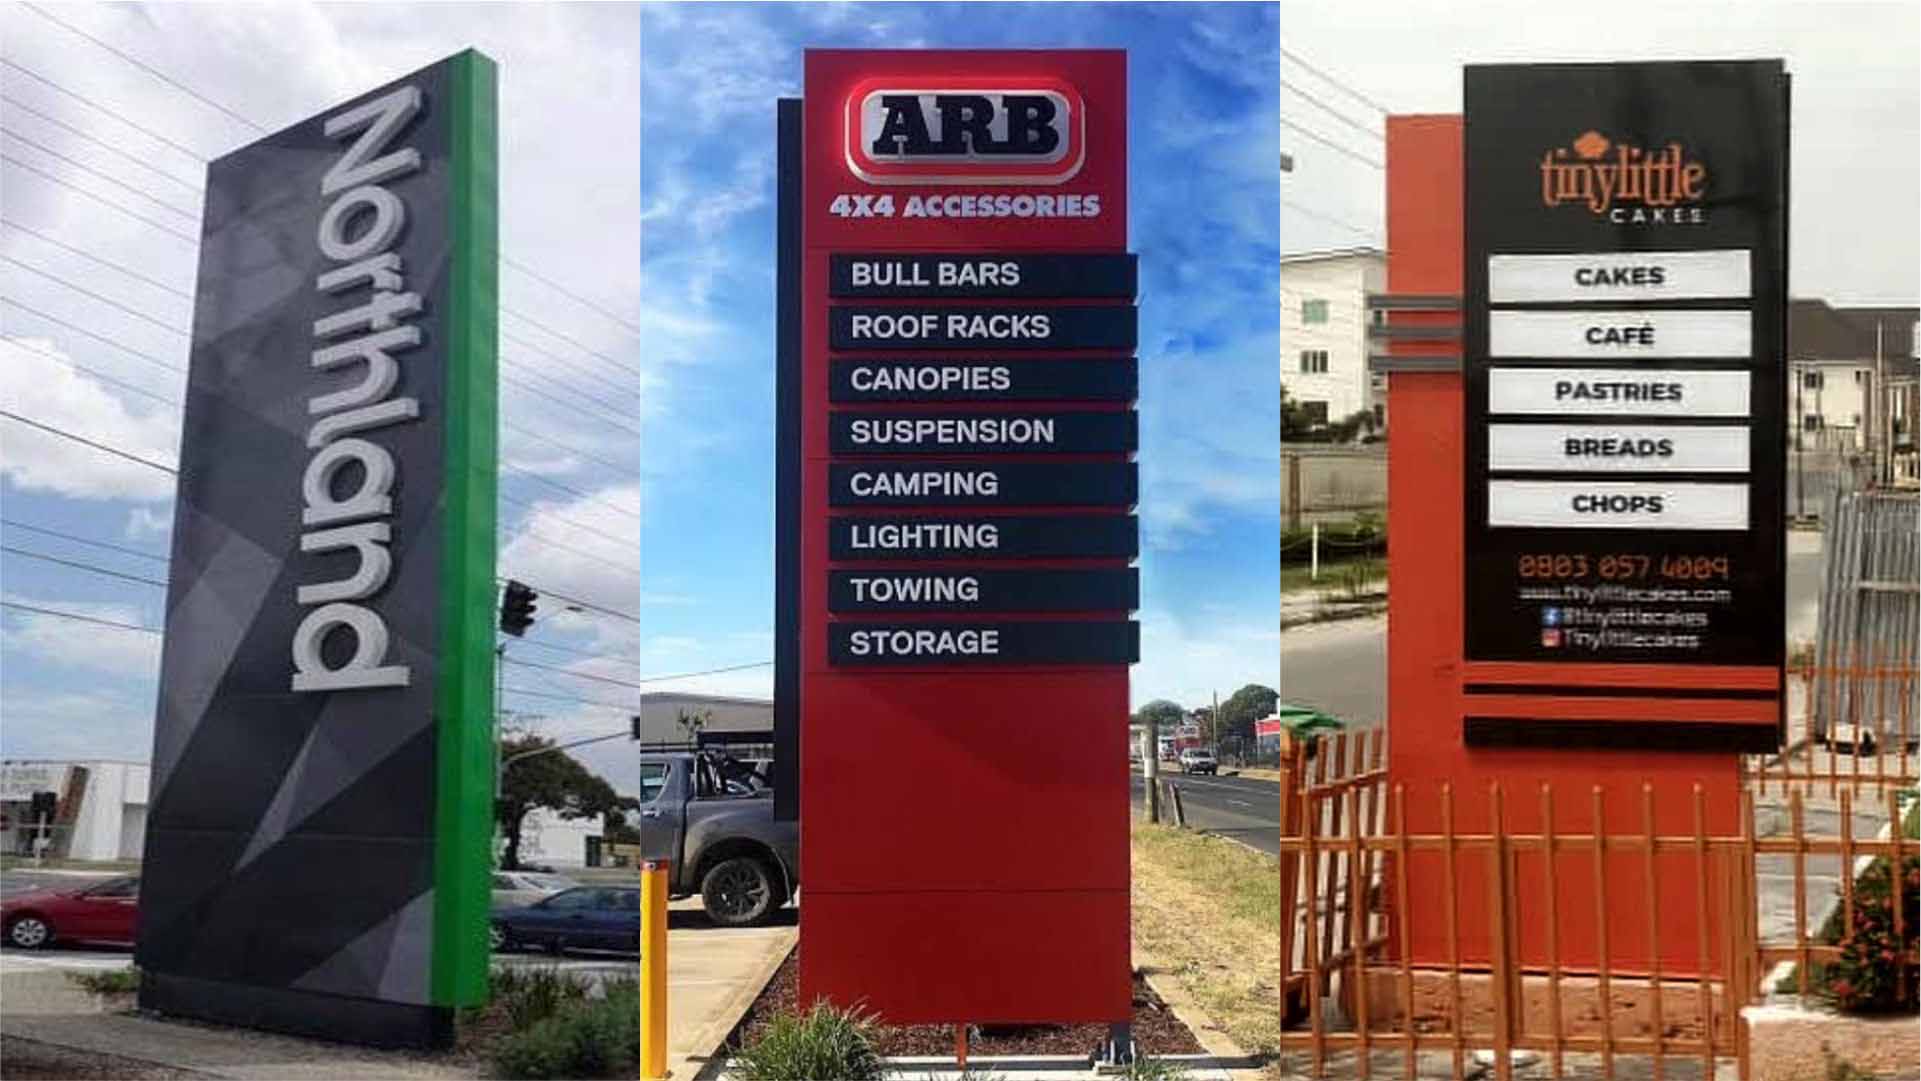 Northland
ARB
4X4 ACCESSORIES
BULL BARS
ROOF RACKS
CANOPIES
SUSPENSION
CAMPING
LIGHTING
TOWING
STORAGE
tinylittle
CAKES
CAKES
CAFÉ
PASTRIES
BREADS
CHOPS
0803 057 4009
www.tinylittlecakes.com
@tinylittlecakes
Tinylittlecakes